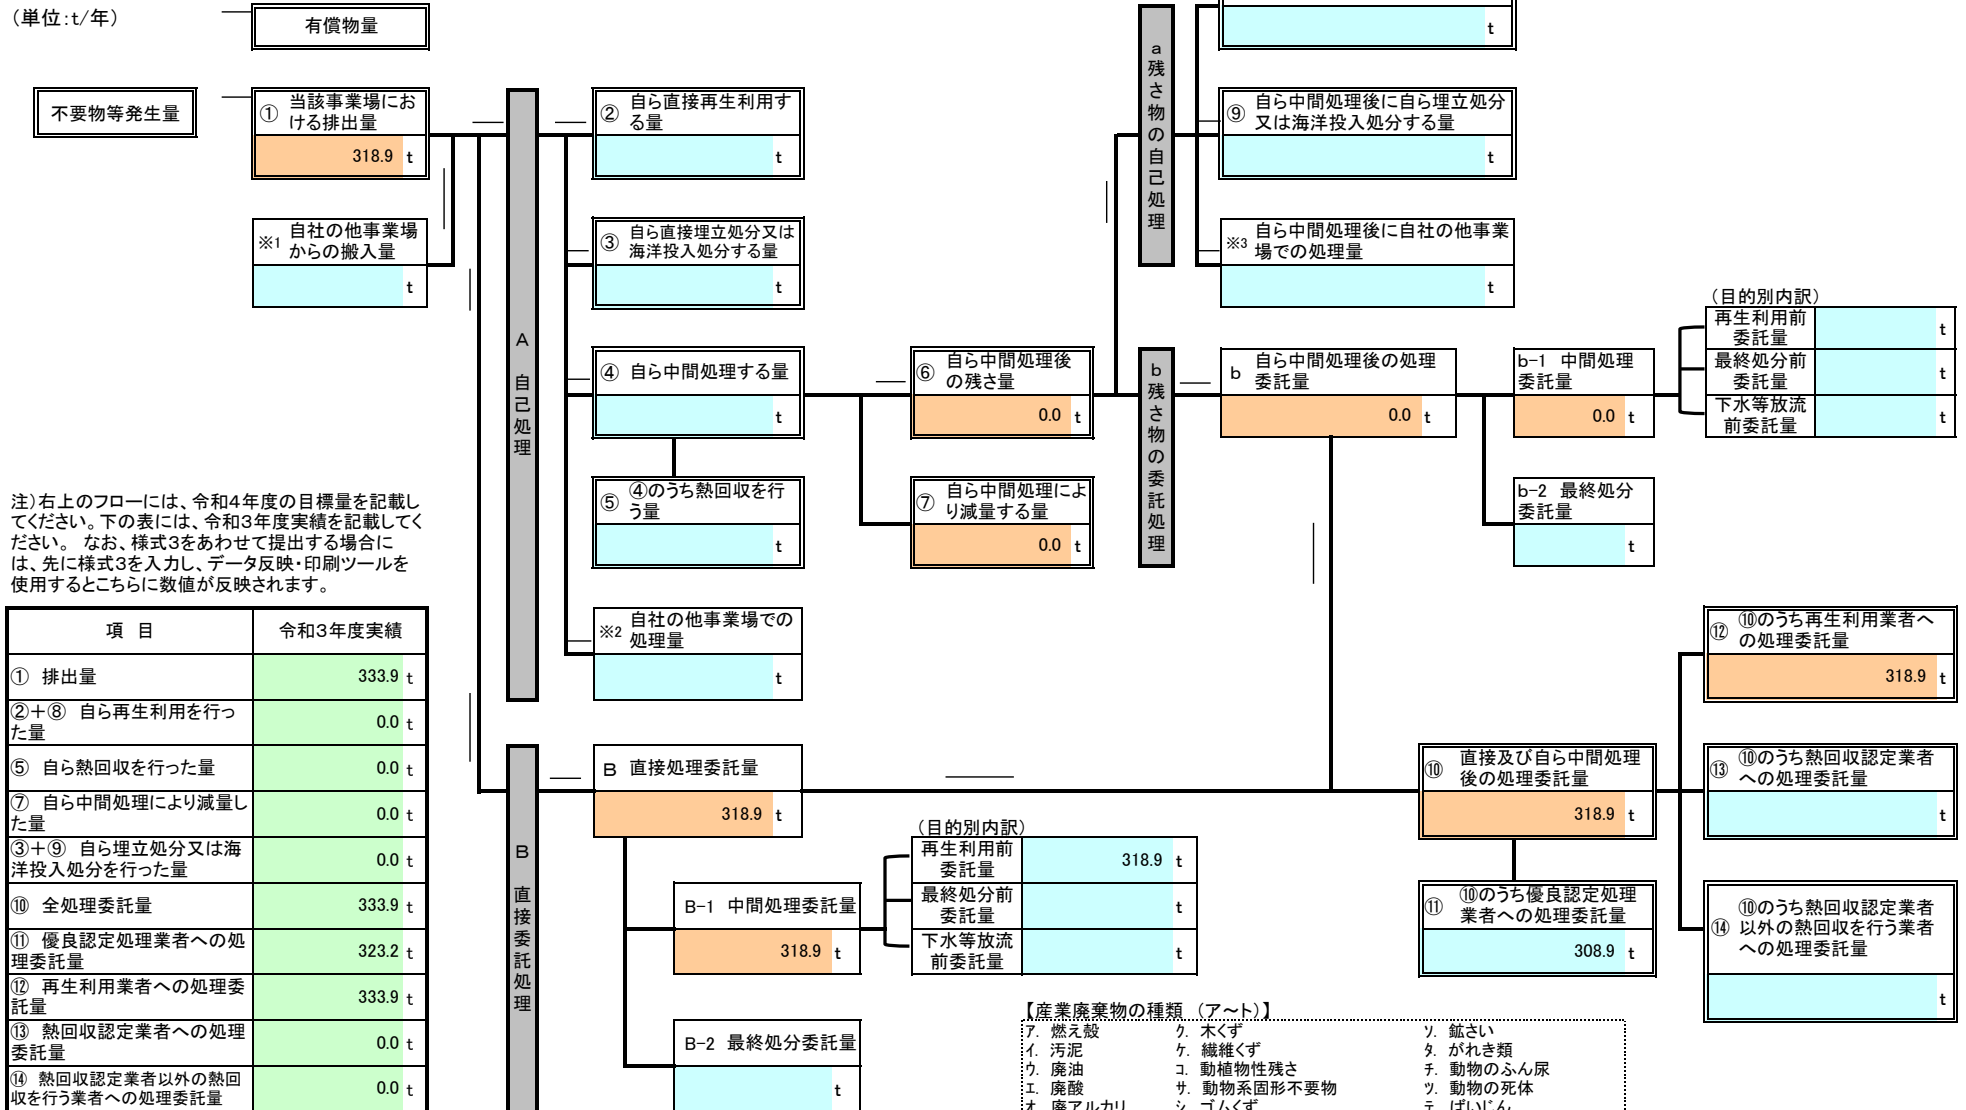 （単位:t/年）
有償物量
不要物等発生量
① 当該事業場にお
ける排出量
318.9 t
※1 自社の他事業場
からの搬入量
t
A 自己処理
② 自ら直接再生利用す
る量
t
③ 自ら直接埋立処分又は
海洋投入処分する量
t
④ 自ら中間処理する量
t
⑤ ④のうち熱回収を行
う量
t
※2 自社の他事業場での
処理量
t
⑥ 自ら中間処理後
の残さ量
0.0 t
⑦ 自ら中間処理によ
り減量する量
0.0 t
a残さ物の自己処理
t
⑨ 自ら中間処理後に自ら埋立処分
又は海洋投入処分する量
t
※3 自ら中間処理後に自社の他事業
場での処理量
t
b残さ物の委託処理
b 自ら中間処理後の処理
委託量
0.0 t
b-1 中間処理
委託量
0.0 t
b-2 最終処分
委託量
t
（目的別内訳）
再生利用前
委託量 t
最終処分前
委託量 t
下水等放流
前委託量 t
注）右上のフローには、令和４年度の目標量を記載し
てください。下の表には、令和３年度実績を記載してく
ださい。 なお、様式３をあわせて提出する場合に
は、先に様式３を入力し、データ反映・印刷ツールを
使用するとこちらに数値が反映されます。
項 目 令和３年度実績
① 排出量 333.9 t
②＋⑧ 自ら再生利用を行っ
た量 0.0 t
⑤ 自ら熱回収を行った量 0.0 t
⑦ 自ら中間処理により減量し
た量 0.0 t
③＋⑨ 自ら埋立処分又は海
洋投入処分を行った量 0.0 t
⑩ 全処理委託量 333.9 t
⑪ 優良認定処理業者への処
理委託量 323.2 t
⑫ 再生利用業者への処理委
託量 333.9 t
⑬ 熱回収認定業者への処理
委託量 0.0 t
⑭ 熱回収認定業者以外の熱回
収を行う業者への処理委託量 0.0 t
B 直接委託処理
B 直接処理委託量
318.9 t
B-1 中間処理委託量
318.9 t
B-2 最終処分委託量
t
（目的別内訳）
再生利用前
委託量 318.9 t
最終処分前
委託量 t
下水等放流
前委託量 t
⑩ 直接及び自ら中間処理
後の処理委託量
318.9 t
⑪ ⑩のうち優良認定処理
業者への処理委託量
308.9 t
⑫ ⑩のうち再生利用業者へ
の処理委託量
318.9 t
⑬ ⑩のうち熱回収認定業者
への処理委託量
t
⑭ ⑩のうち熱回収認定業者
以外の熱回収を行う業者
への処理委託量
t
【産業廃棄物の種類 （ア～ト）】
ｱ. 燃え殻 ｸ. 木くず ｿ. 鉱さい
ｲ. 汚泥 ｹ. 繊維くず ﾀ. がれき類
ｳ. 廃油 ｺ. 動植物性残さ ﾁ. 動物のふん尿
ｴ. 廃酸 ｻ. 動物系固形不要物 ﾂ. 動物の死体
ｵ. 廃アルカリ ｼ. ゴムくず ﾃ. ばいじん